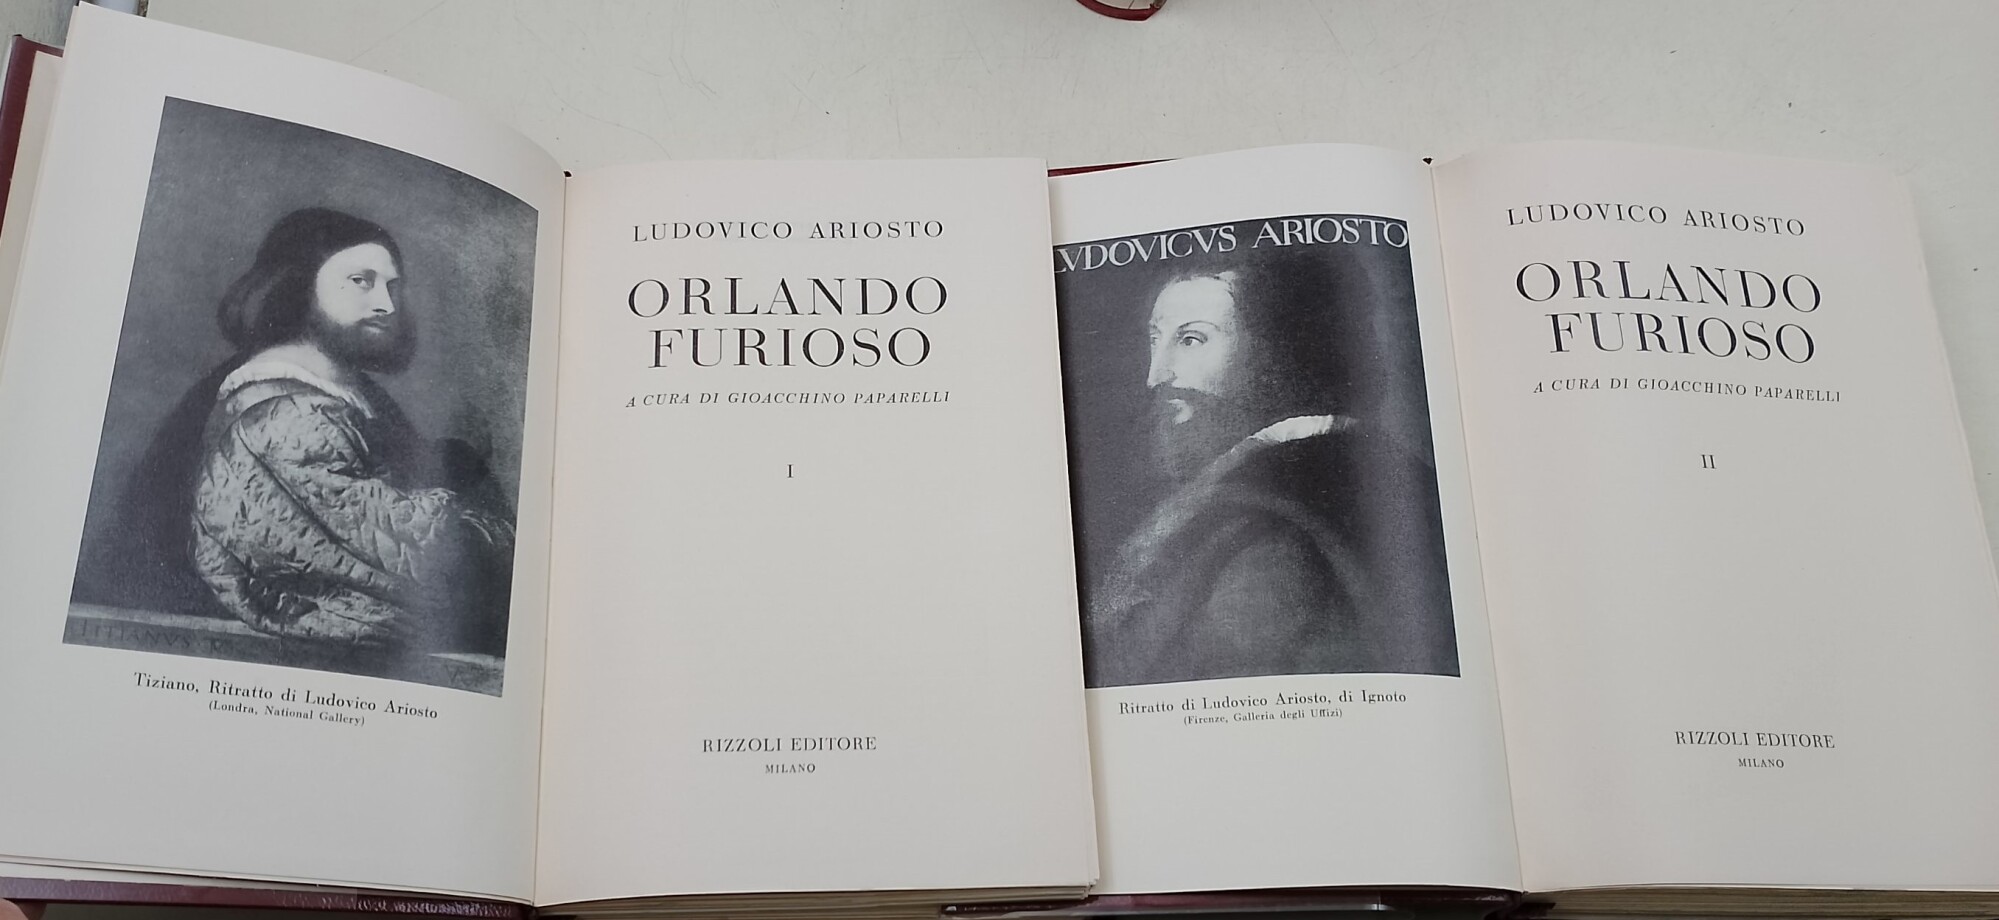 TITIANVS
Tiziano, Ritratto di Ludovico Ariosto
(Londra, National Gallery)
LUDOVICO ARIOSTO
ORLANDO
FURIOSO
A CURA DI GIOACCHINO PAPARELLI
I
RIZZOLI EDITORE
MILANO
LVDOVICVS ARIOSTO
Ritratto di Ludovico Ariosto, di Ignoto
(Firenze, Galleria degli Uffizi)
LUDOVICO ARIOSTO
ORLANDO
FURIOSO
A CURA DI GIOACCHINO PAPARELLI
II
RIZZOLI EDITORE
MILANO